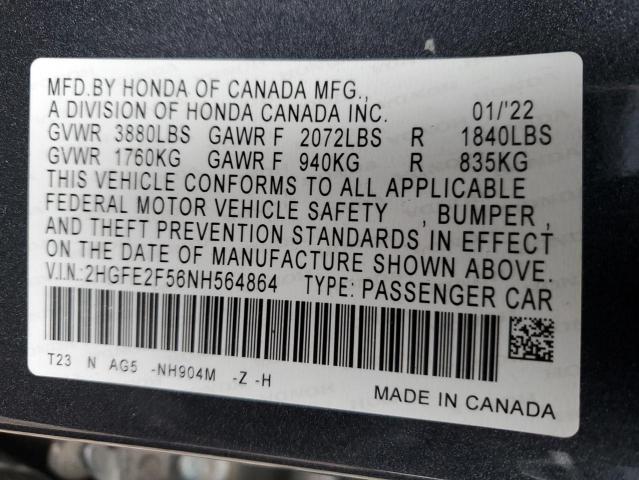 MFD.BY HONDA OF CANADA MFG.,
A DIVISION OF HONDA CANADA INC. 01/'22
GVWR 3880LBS GAWR F 2072LBS R 1840LBS
GVWR 1760KG GAWR F 940KG R 835KG
THIS VEHICLE CONFORMS TO ALL APPLICABLE
FEDERAL MOTOR VEHICLE SAFETY , BUMPER ,
AND THEFT PREVENTION STANDARDS IN EFFECT
ON THE DATE OF MANUFACTURE SHOWN ABOVE.
V.I.N.:2HGFE2F56NH564864 TYPE: PASSENGER CAR
T23 N AG5 -NH904M -Z -H
MADE IN CANADA